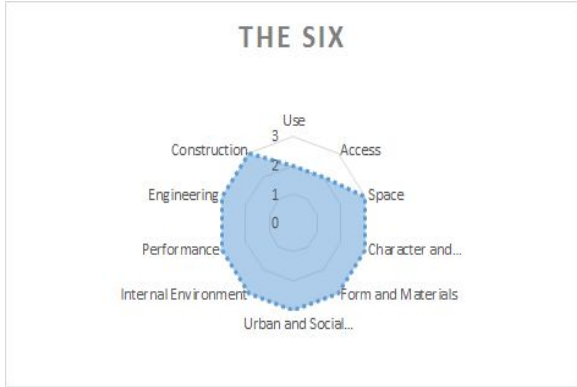 THE SIX
Use
3
Construction
Access
2
Engineering
1
Space
0
Performance
Character and...
Internal Environment
Form and Materials
Urban and Social...